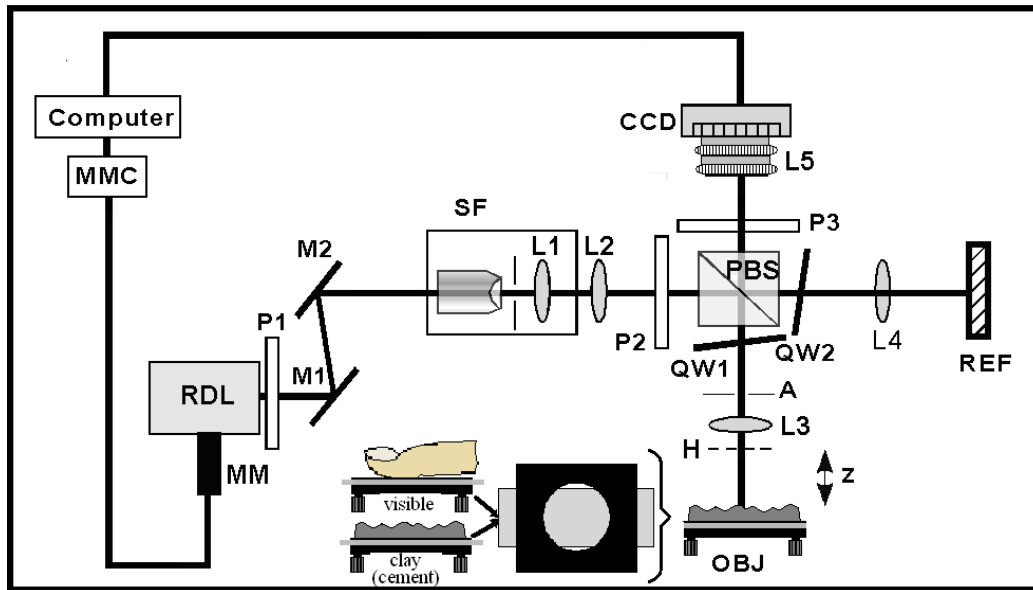 Computer
MMC
CCD
L5
SF
P3
L1
L2
M2
PBS
P1
P2
QW2
L4
M1
QW1
REF
RDL
A
L3
H
MM
z
visible
clay
(cement)
OBJ